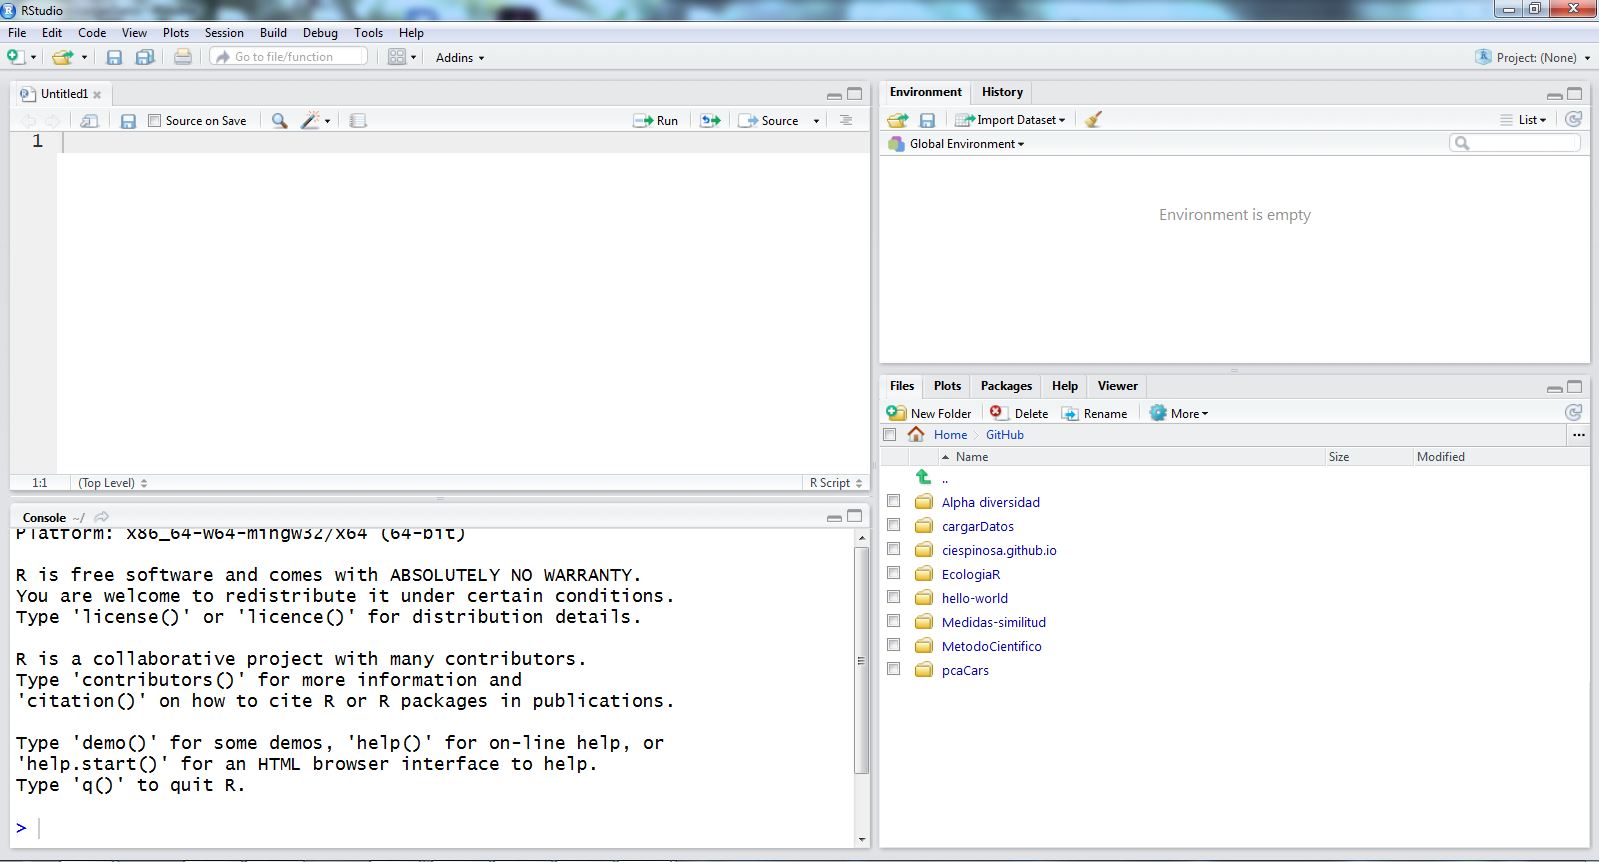 RStudio
File Edit Code View Plots Session Build Debug Tools Help
Go to file/function Addins Project: (None)
Untitled1
Source on Save Run Source
1
1:1 (Top Level) R Script
Console ~/
Platform: x86_64-w64-mingw32/x64 (64-bit)
R is free software and comes with ABSOLUTELY NO WARRANTY.
You are welcome to redistribute it under certain conditions.
Type 'license()' or 'licence()' for distribution details.
R is a collaborative project with many contributors.
Type 'contributors()' for more information and
'citation()' on how to cite R or R packages in publications.
Type 'demo()' for some demos, 'help()' for on-line help, or
'help.start()' for an HTML browser interface to help.
Type 'q()' to quit R.
>
Environment History
Import Dataset List
Global Environment
Environment is empty
Files Plots Packages Help Viewer
New Folder Delete Rename More
Home GitHub ...
Name Size Modified
..
Alpha diversidad
cargarDatos
ciespinosa.github.io
EcologiaR
hello-world
Medidas-similitud
MetodoCientifico
pcaCars